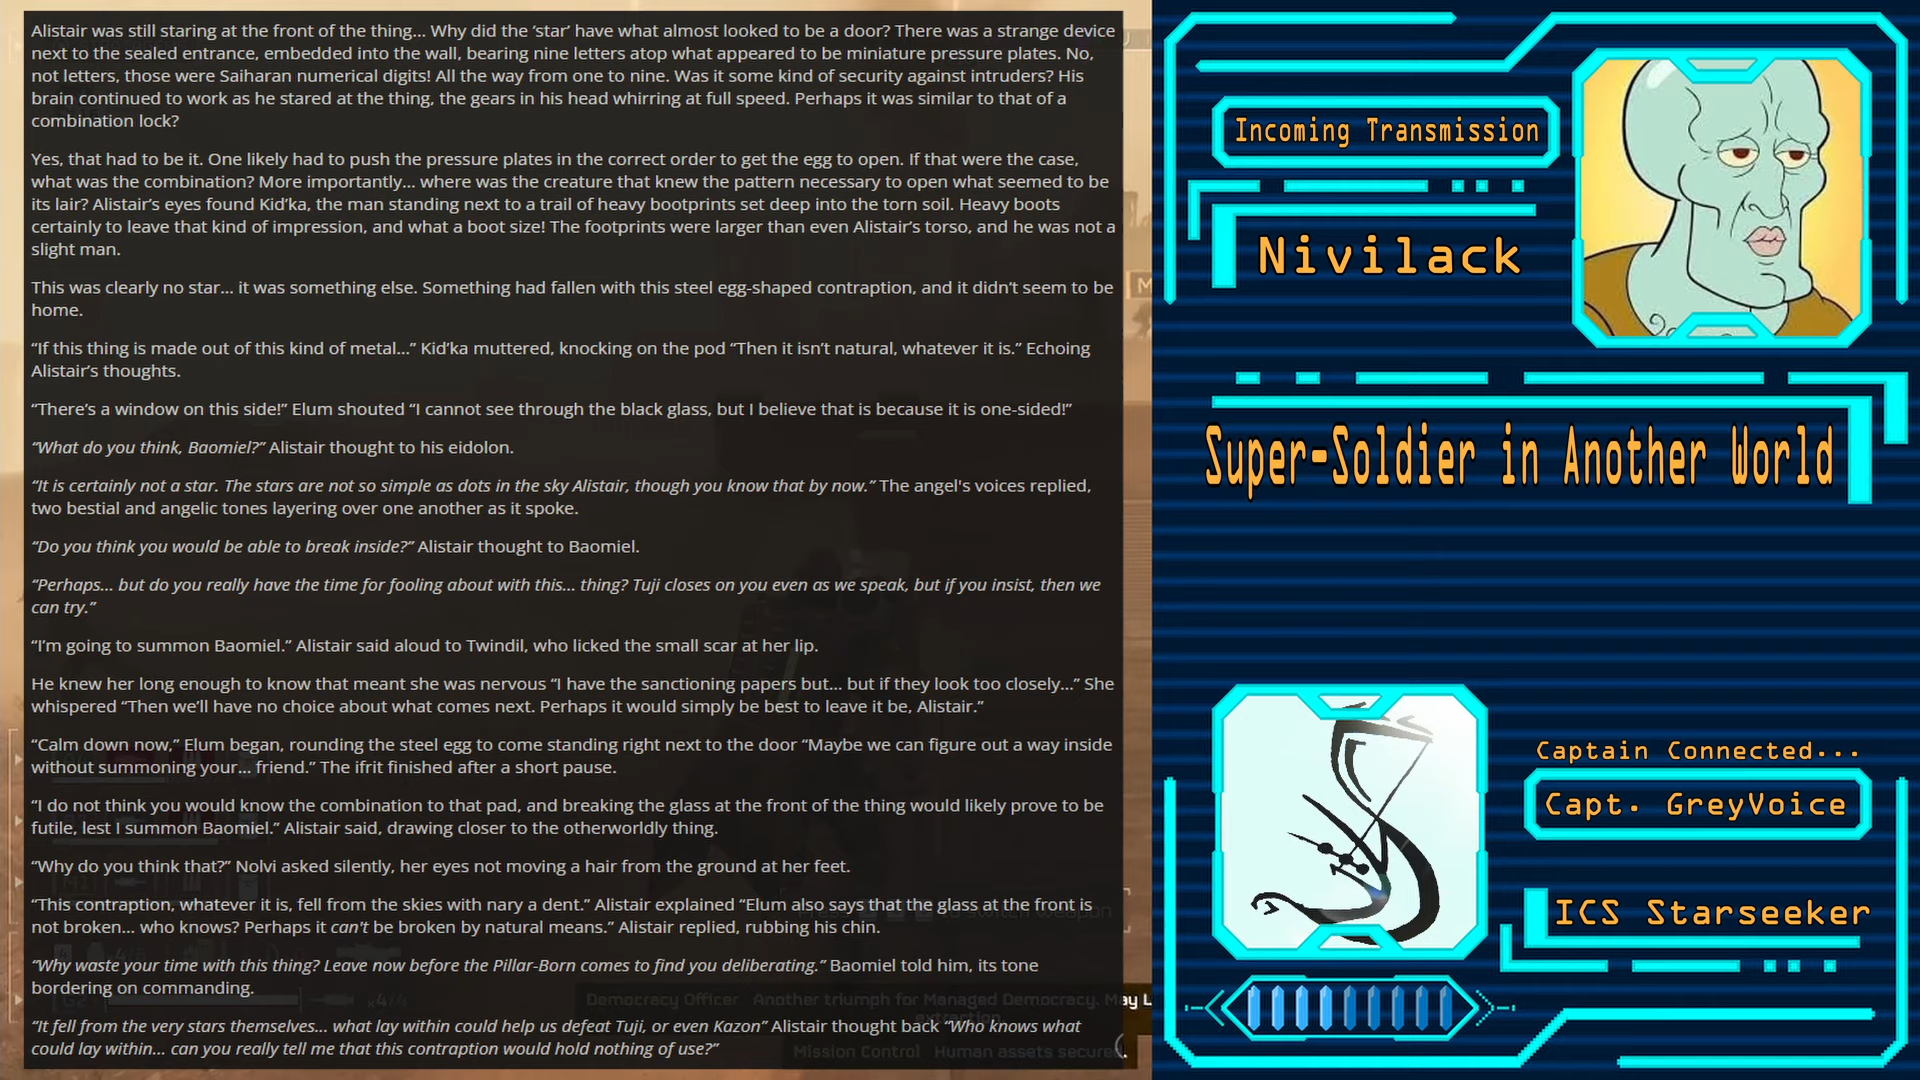 Alistair was still staring at the front of the thing... Why did the ‘star’ have what almost looked to be a door? There was a strange device
next to the sealed entrance, embedded into the wall, bearing nine letters atop what appeared to be miniature pressure plates. No,
not letters, those were Saiharan numerical digits! All the way from one to nine. Was it some kind of security against intruders? His
brain continued to work as he stared at the thing, the gears in his head whirring at full speed. Perhaps it was similar to that of a
combination lock?
Yes, that had to be it. One likely had to push the pressure plates in the correct order to get the egg to open. If that were the case,
what was the combination? More importantly... where was the creature that knew the pattern necessary to open what seemed to be
its lair? Alistair’s eyes found Kid’ka, the man standing next to a trail of heavy bootprints set deep into the torn soil. Heavy boots
certainly to leave that kind of impression, and what a boot size! The footprints were larger than even Alistair’s torso, and he was not a
slight man.
This was clearly no star... it was something else. Something had fallen with this steel egg-shaped contraption, and it didn’t seem to be
home.
“If this thing is made out of this kind of metal...” Kid’ka muttered, knocking on the pod “Then it isn’t natural, whatever it is.” Echoing
Alistair’s thoughts.
“There’s a window on this side!” Elum shouted “I cannot see through the black glass, but I believe that is because it is one-sided!”
“What do you think, Baomiel?” Alistair thought to his eidolon.
“It is certainly not a star. The stars are not so simple as dots in the sky Alistair, though you know that by now.” The angel's voices replied,
two bestial and angelic tones layering over one another as it spoke.
“Do you think you would be able to break inside?” Alistair thought to Baomiel.
“Perhaps... but do you really have the time for fooling about with this... thing? Tuji closes on you even as we speak, but if you insist, then we
can try.”
“I’m going to summon Baomiel.” Alistair said aloud to Twindil, who licked the small scar at her lip.
He knew her long enough to know that meant she was nervous “I have the sanctioning papers but... but if they look too closely...” She
whispered “Then we’ll have no choice about what comes next. Perhaps it would simply be best to leave it be, Alistair.”
“Calm down now,” Elum began, rounding the steel egg to come standing right next to the door “Maybe we can figure out a way inside
without summoning your... friend.” The ifrit finished after a short pause.
“I do not think you would know the combination to that pad, and breaking the glass at the front of the thing would likely prove to be
futile, lest I summon Baomiel.” Alistair said, drawing closer to the otherworldly thing.
“Why do you think that?” Nolvi asked silently, her eyes not moving a hair from the ground at her feet.
“This contraption, whatever it is, fell from the skies with nary a dent.” Alistair explained “Elum also says that the glass at the front is
not broken... who knows? Perhaps it can't be broken by natural means.” Alistair replied, rubbing his chin.
“Why waste your time with this thing? Leave now before the Pillar-Born comes to find you deliberating.” Baomiel told him, its tone
bordering on commanding.
“It fell from the very stars themselves... what lay within could help us defeat Tuji, or even Kazon” Alistair thought back “Who knows what
could lay within... can you really tell me that this contraption would hold nothing of use?”
Democracy Officer Another triumph for Managed Democracy. May L
Mission Control Human assets secured.
Incoming Transmission
Nivilack
Super-Soldier in Another World
Captain Connected...
Capt. GreyVoice
ICS Starseeker